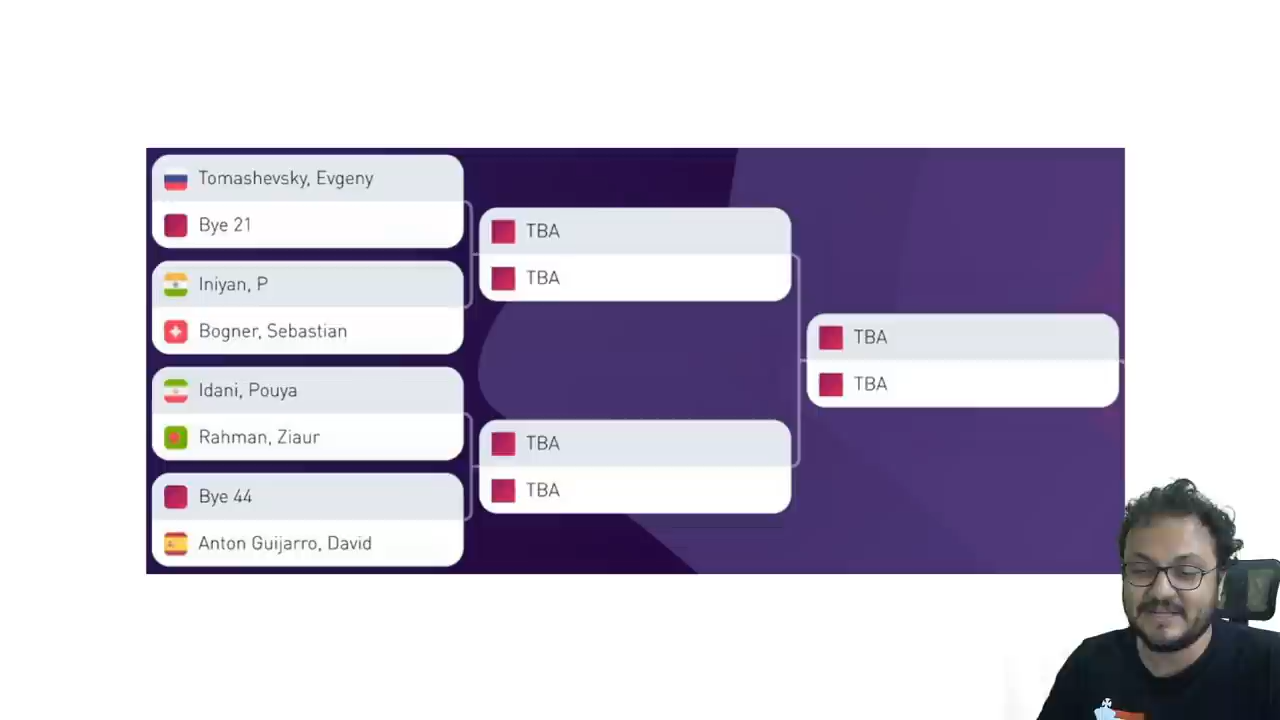 Tomashevsky, Evgeny
Bye 21
Iniyan, P
Bogner, Sebastian
Idani, Pouya
Rahman, Ziaur
Bye 44
Anton Guijarro, David
TBA
TBA
TBA
TBA
TBA
TBA